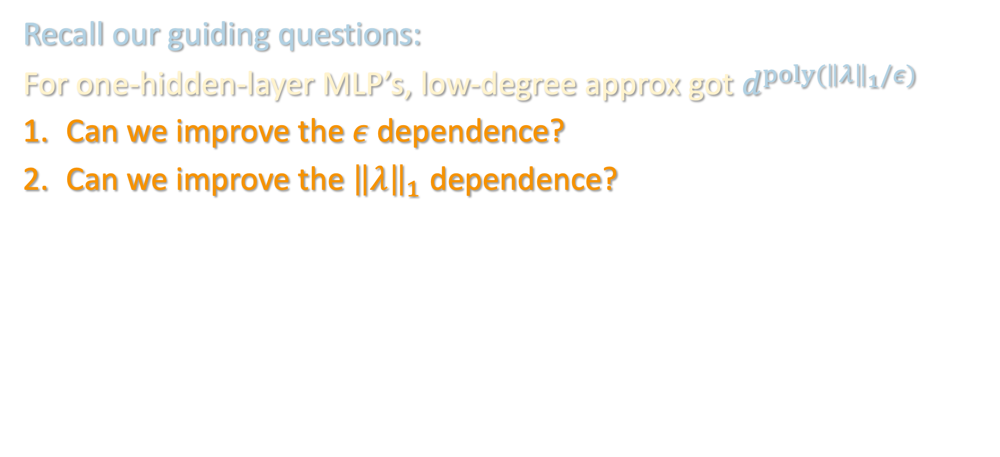 Recall our guiding questions:
For one-hidden-layer MLP’s, low-degree approx got $d^{\mathbf{poly}(\|\lambda\|_1/\epsilon)}$
1. Can we improve the $\epsilon$ dependence?
2. Can we improve the $\|\lambda\|_1$ dependence?